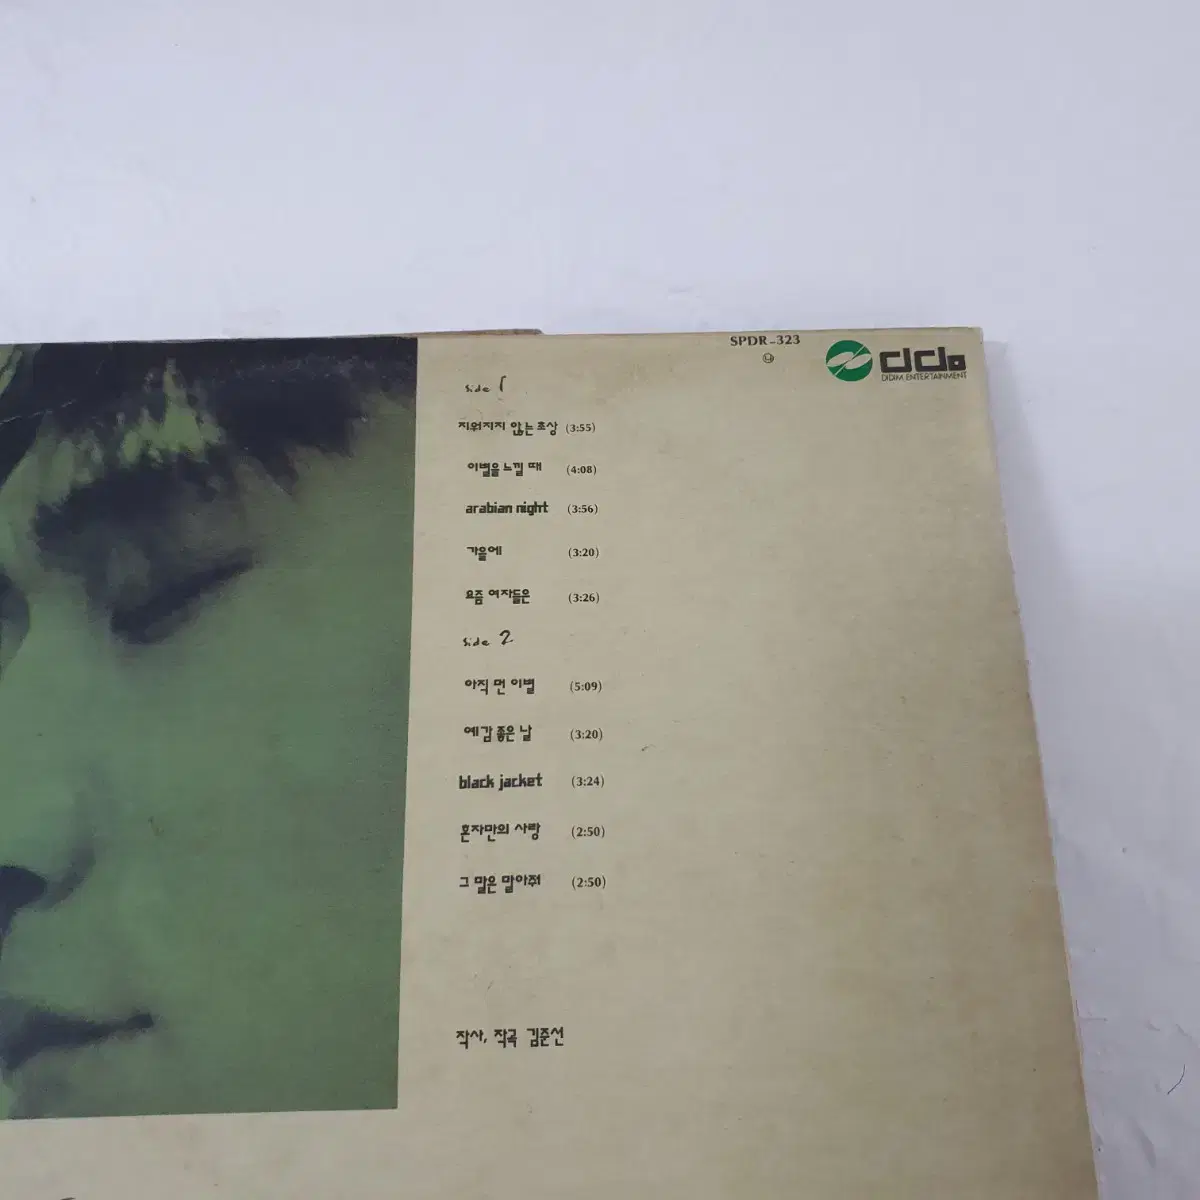 SPDR-323
㉯
DIDIM ENTERTAINMENT
side 1
지워지지 않는 초상 (3:55)
이별을 느낄 때 (4:08)
arabian night (3:56)
가을에 (3:20)
요즘 여자들은 (3:26)
side 2
아직 먼 이별 (5:09)
예감 좋은 날 (3:20)
black jacket (3:24)
혼자만의 사랑 (2:50)
그 말은 말아줘 (2:50)
작사, 작곡 김준선